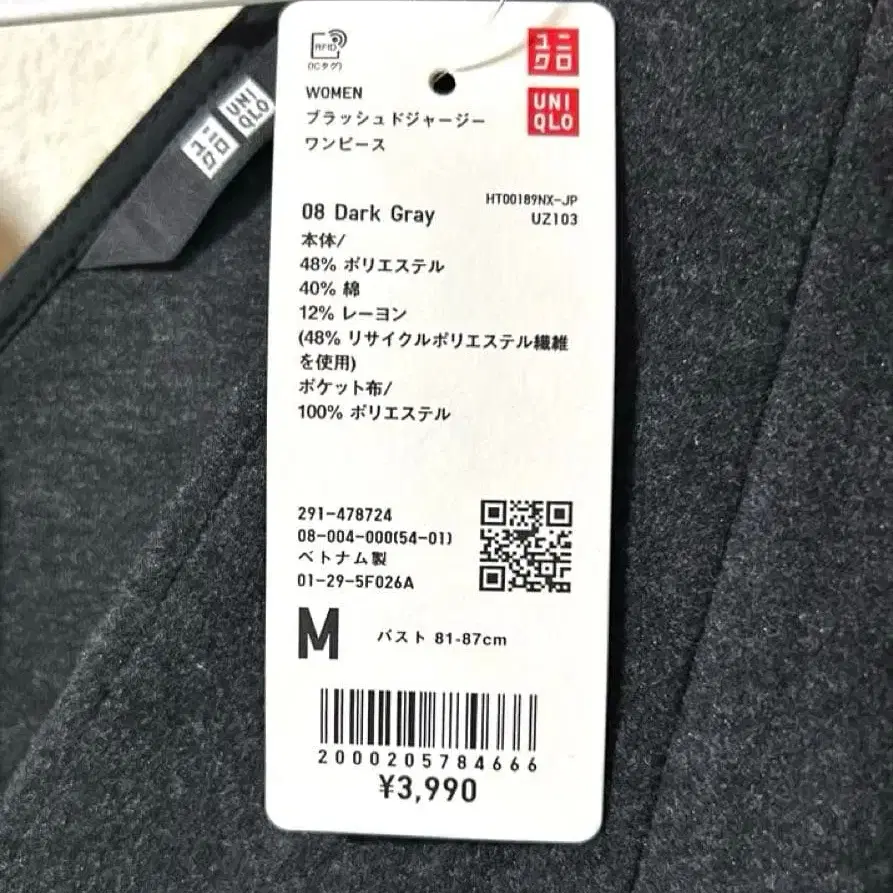 RFID
(ICタグ)
ユニ
クロ
UNI
QLO
WOMEN
ブラッシュドジャージー
ワンピース
HT00189NX-JP
UZ103
08 Dark Gray
本体/
48% ポリエステル
40% 綿
12% レーヨン
(48% リサイクルポリエステル繊維
を使用)
ポケット布/
100% ポリエステル
291-478724
08-004-000(54-01)
ベトナム製
01-29-5F026A
M バスト 81-87cm
2000205784666
¥3,990
ユニ
クロ
UNI
QLO